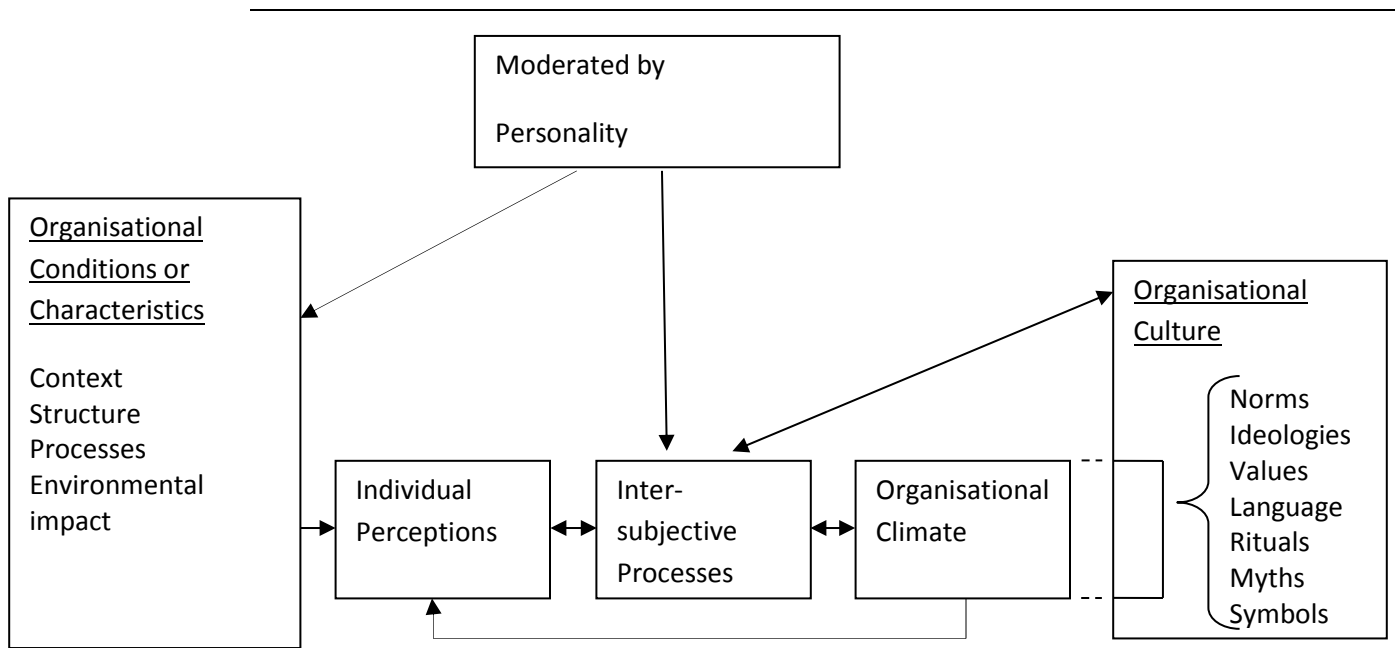 Moderated by
Personality
Organisational
Conditions or
Characteristics
Context
Structure
Processes
Environmental
impact
Individual
Perceptions
Inter-
subjective
Processes
Organisational
Climate
Organisational
Culture
Norms
Ideologies
Values
Language
Rituals
Myths
Symbols